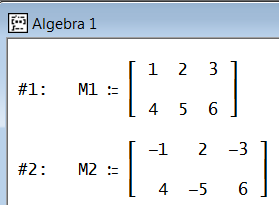 Algebra 1
#1: M1 := [ 1 2 3
4 5 6 ]
#2: M2 := [ −1 2 −3
4 −5 6 ]